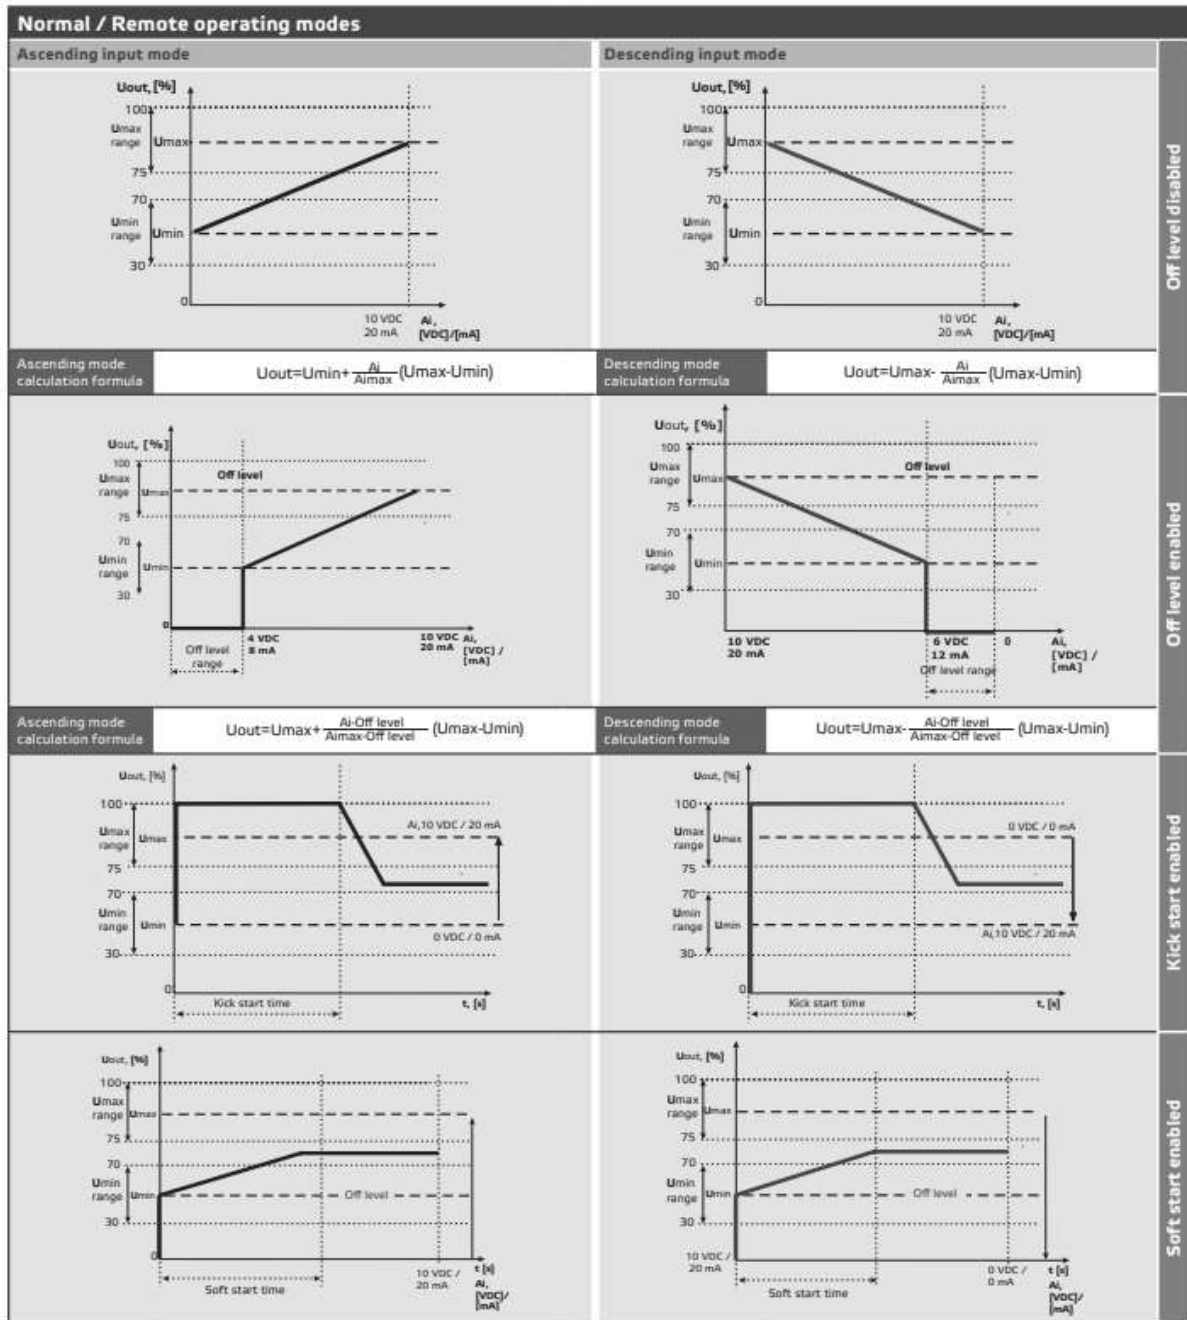 Normal / Remote operating modes
Ascending input mode
Descending input mode
Off level disabled
Uout, [%]
100
Umax
range
Umax
75
70
Umin
range
Umin
30
0
10 VDC
20 mA
Ai,
[VDC]/[mA]
Uout, [%]
100
Umax
range
Umax
75
70
Umin
range
Umin
30
0
10 VDC
20 mA
Ai,
[VDC]/[mA]
Ascending mode
calculation formula
Uout=Umin+ Ai/Aimax (Umax-Umin)
Descending mode
calculation formula
Uout=Umax- Ai/Aimax (Umax-Umin)
Off level enabled
Uout, [%]
100
Off level
Umax
range
Umax
75
70
Umin
range
Umin
30
0
4 VDC
8 mA
10 VDC
20 mA
Ai,
[VDC] /
[mA]
Off level
range
Uout, [%]
100
Off level
Umax
range
Umax
75
70
Umin
range
Umin
30
10 VDC
20 mA
6 VDC
12 mA
0
Ai,
[VDC] /
[mA]
Off level range
Ascending mode
calculation formula
Uout=Umax+ Ai-Off level/Aimax-Off level (Umax-Umin)
Descending mode
calculation formula
Uout=Umax- Ai-Off level/Aimax-Off level (Umax-Umin)
Kick start enabled
Uout, [%]
100
Ai,10 VDC / 20 mA
Umax
range
Umax
75
70
Umin
range
Umin
0 VDC / 0 mA
30
0
Kick start time
t, [s]
Uout, [%]
100
0 VDC / 0 mA
Umax
range
Umax
75
70
Umin
range
Umin
Ai,10 VDC / 20 mA
30
0
Kick start time
t, [s]
Soft start enabled
Uout, [%]
100
Umax
range
Umax
75
70
Umin
range
Umin
Off level
30
0
10 VDC /
20 mA
t [s]
Ai,
[VDC]/
[mA]
Soft start time
Uout, [%]
100
Umax
range
Umax
75
70
Umin
range
Umin
Off level
30
10 VDC /
20 mA
0 VDC /
0 mA
t [s]
Ai,
[VDC]/
[mA]
Soft start time